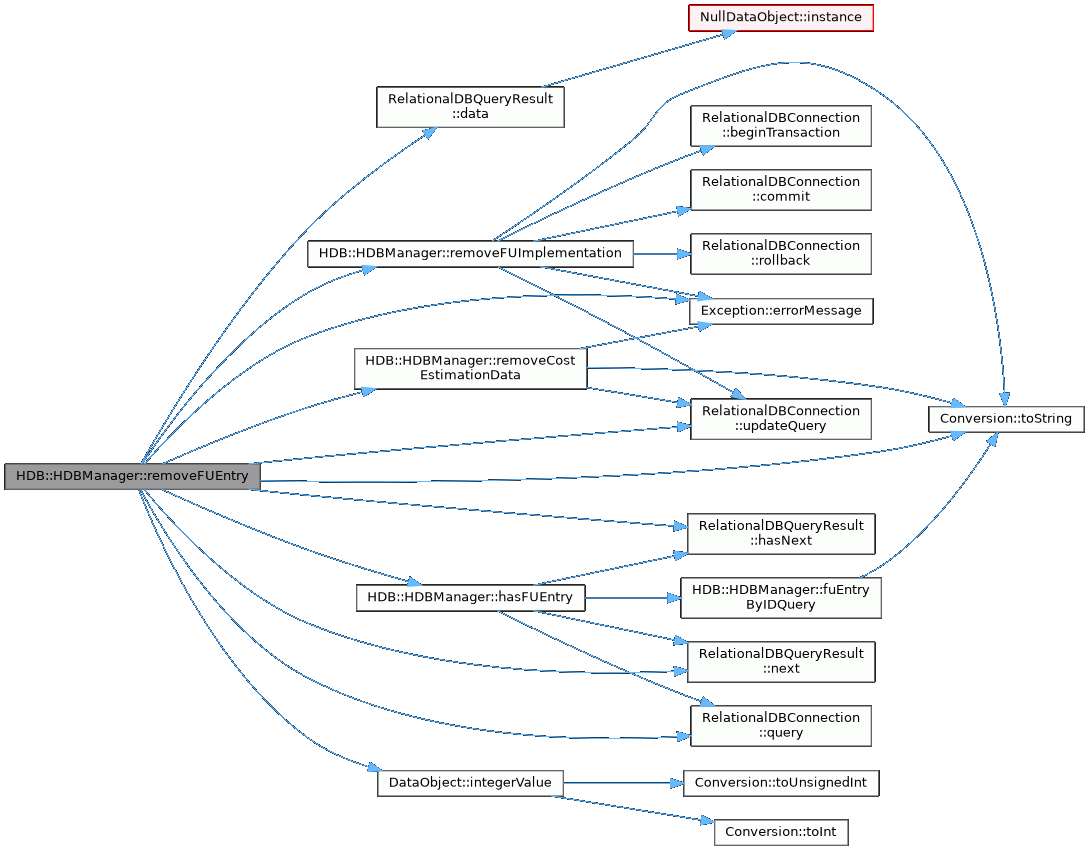 NullDataObject::instance
RelationalDBQueryResult
::data
RelationalDBConnection
::beginTransaction
RelationalDBConnection
::commit
HDB::HDBManager::removeFUImplementation
RelationalDBConnection
::rollback
Exception::errorMessage
HDB::HDBManager::removeCost
EstimationData
RelationalDBConnection
::updateQuery
Conversion::toString
HDB::HDBManager::removeFUEntry
RelationalDBQueryResult
::hasNext
HDB::HDBManager::hasFUEntry
HDB::HDBManager::fuEntry
ByIDQuery
RelationalDBQueryResult
::next
RelationalDBConnection
::query
DataObject::integerValue
Conversion::toUnsignedInt
Conversion::toInt